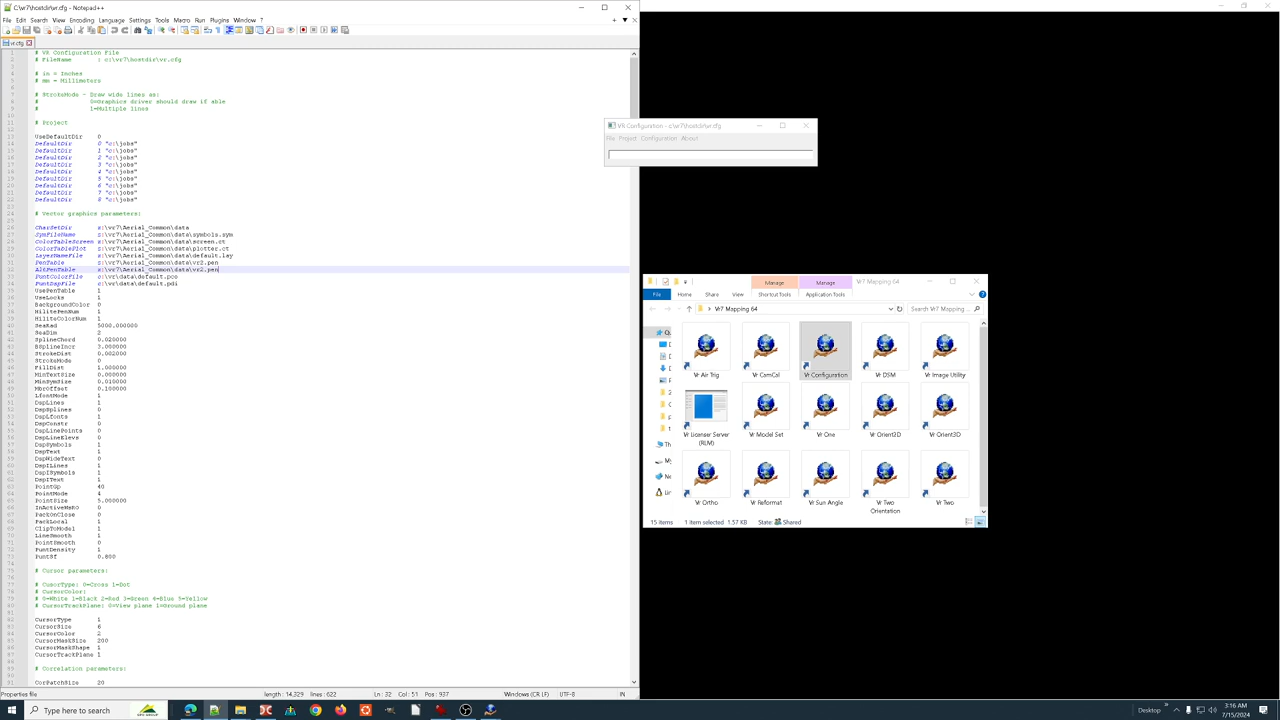 C:\vr7\hostdir\vr.cfg - Notepad++
File Edit Search View Encoding Language Settings Tools Macro Run Plugins Window ?
vr.cfg
# VR Configuration File
# FileName : c:\vr7\hostdir\vr.cfg
# in = Inches
# mm = Millimeters
# StrokeMode - Draw wide lines as:
# 0=Graphics driver should draw if able
# 1=Multiple lines
# Project
UseDefaultDir 0
DefaultDir 0 "c:\jobs"
DefaultDir 1 "c:\jobs"
DefaultDir 2 "c:\jobs"
DefaultDir 3 "c:\jobs"
DefaultDir 4 "c:\jobs"
DefaultDir 5 "c:\jobs"
DefaultDir 6 "c:\jobs"
DefaultDir 7 "c:\jobs"
DefaultDir 8 "c:\jobs"
# Vector graphics parameters:
CharSetDir s:\vr7\Aerial_Common\data
SymFileName s:\vr7\Aerial_Common\data\symbols.sym
ColorTableScreen s:\vr7\Aerial_Common\data\screen.ct
ColorTablePlot s:\vr7\Aerial_Common\data\plotter.ct
LayerNameFile s:\vr7\Aerial_Common\data\default.lay
PenTable s:\vr7\Aerial_Common\data\vr2.pen
AltPenTable s:\vr7\Aerial_Common\data\vr2.pen
PuntColorFile c:\vr\data\default.pco
PuntDspFile c:\vr\data\default.pdi
UsePenTable 1
UseLocks 1
BackgroundColor 0
HilitePenNum 1
HiliteColorNum 1
SeaRad 5000.000000
SeaDim 2
SplineChord 0.020000
BSplineIncr 3.000000
StrokeDist 0.002000
StrokeMode 0
FillDist 1.000000
MinTextSize 0.000000
MinSymSize 0.010000
MbrOffset 0.100000
LfontMode 1
DspLines 1
DspSplines 0
DspLfonts 1
DspConstr 0
DspLinePoints 0
DspLineElevs 0
DspSymbols 1
DspText 1
DspWideText 0
DspILines 1
DspISymbols 1
DspIText 1
PointGp 40
PointMode 4
PointSize 5.000000
InActiveWsRO 0
PackOnClose 0
PackLocal 1
ClipToModel 1
LineSmooth 1
PointSmooth 0
PuntDensity 1
PuntSf 0.800
# Cursor parameters:
# CusorType: 0=Cross 1=Dot
# CursorColor:
# 0=White 1=Black 2=Red 3=Green 4=Blue 5=Yellow
# CursorTrackPlane: 0=View plane 1=Ground plane
CursorType 1
CursorSize 6
CursorColor 2
CursorMaskSize 200
CursorMaskShape 1
CursorTrackPlane 1
# Correlation parameters:
CorPatchSize 20
Properties file length : 14,329 lines : 622 Ln : 32 Col : 51 Pos : 937 Windows (CR LF) UTF-8 IN
VR Configuration - c:\vr7\hostdir\vr.cfg
File Project Configuration About
Manage Manage Vr7 Mapping 64
File Home Share View Shortcut Tools Application Tools
Vr7 Mapping 64 Search Vr7 Mapping 64
Vr Air Trig Vr CamCal Vr Configuration Vr DSM Vr Image Utility
Vr Licenser Server (RLM) Vr Model Set Vr One Vr Orient2D Vr Orient3D
Vr Ortho Vr Reformat Vr Sun Angle Vr Two Orientation Vr Two
15 items 1 item selected 1.57 KB State: Shared
Type here to search
Desktop
3:16 AM
7/15/2024